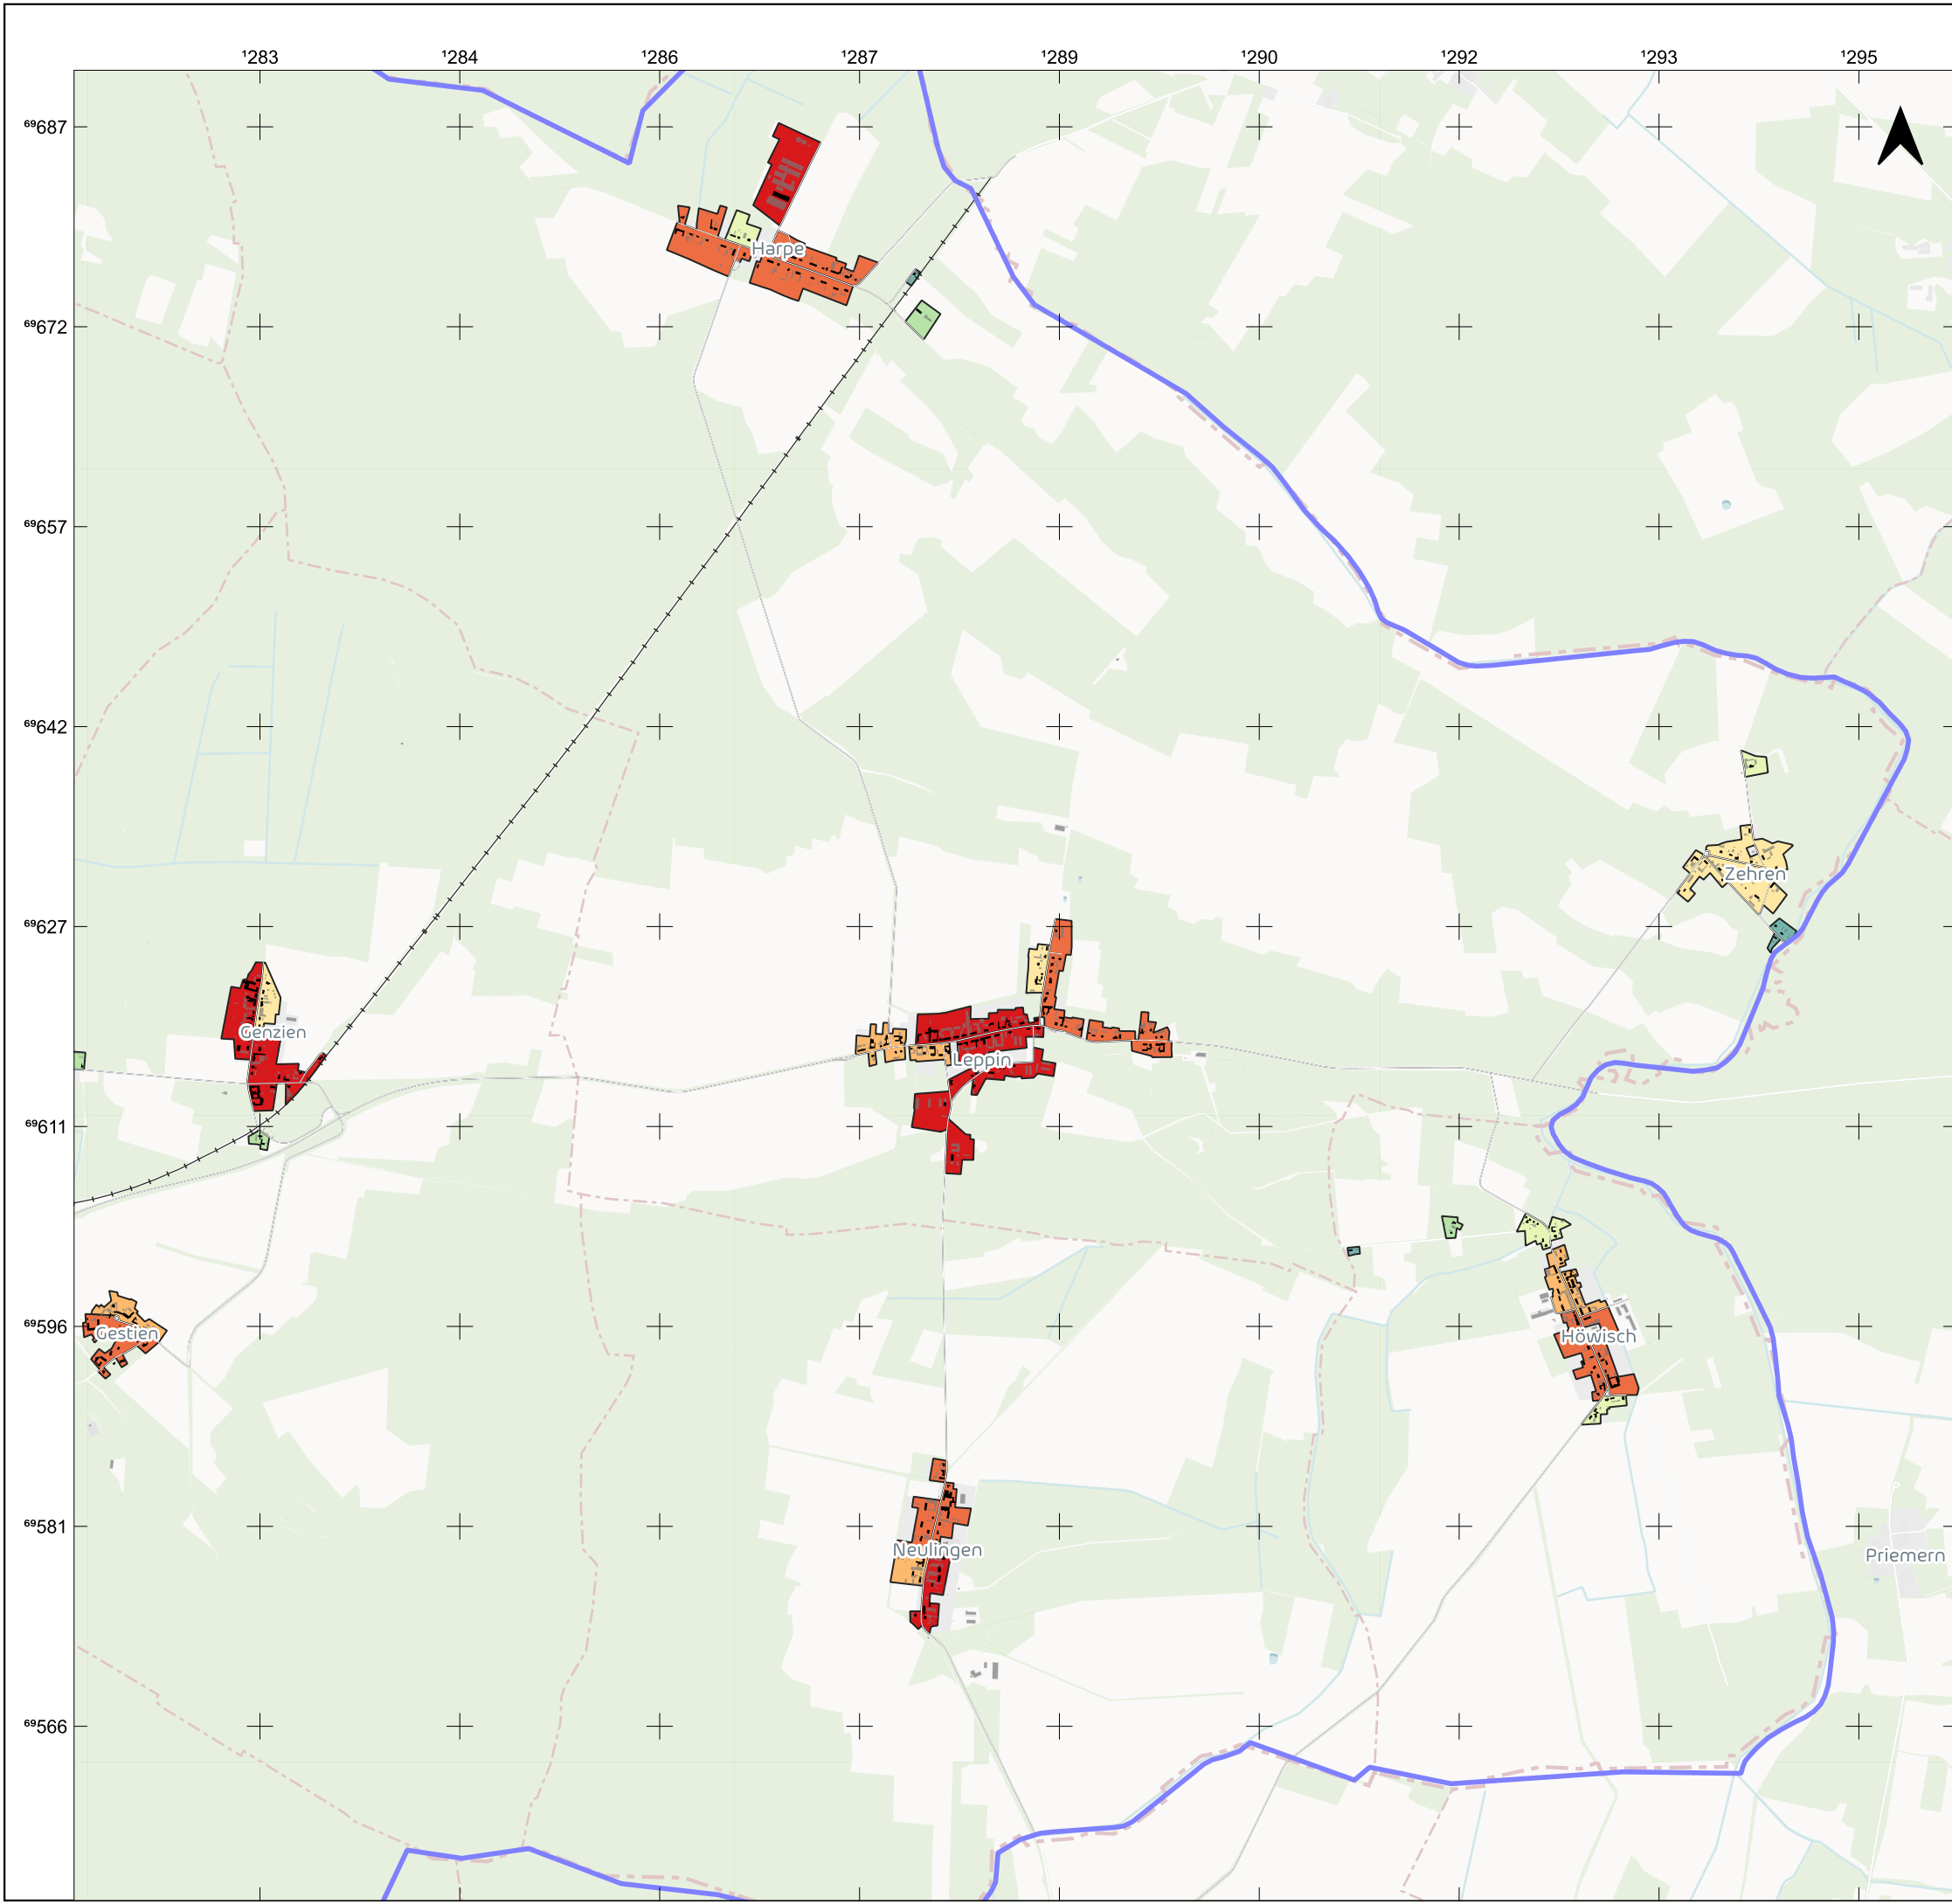 ¹283 ¹284 ¹286 ¹287 ¹289 ¹290 ¹292 ¹293 ¹295
⁶⁹687
Harpe
⁶⁹672
⁶⁹657
⁶⁹642
Zehren
⁶⁹627
Genzien
Leppin
⁶⁹611
⁶⁹596
Gestien
Höwisch
⁶⁹581
Neulingen
Priemern
⁶⁹566